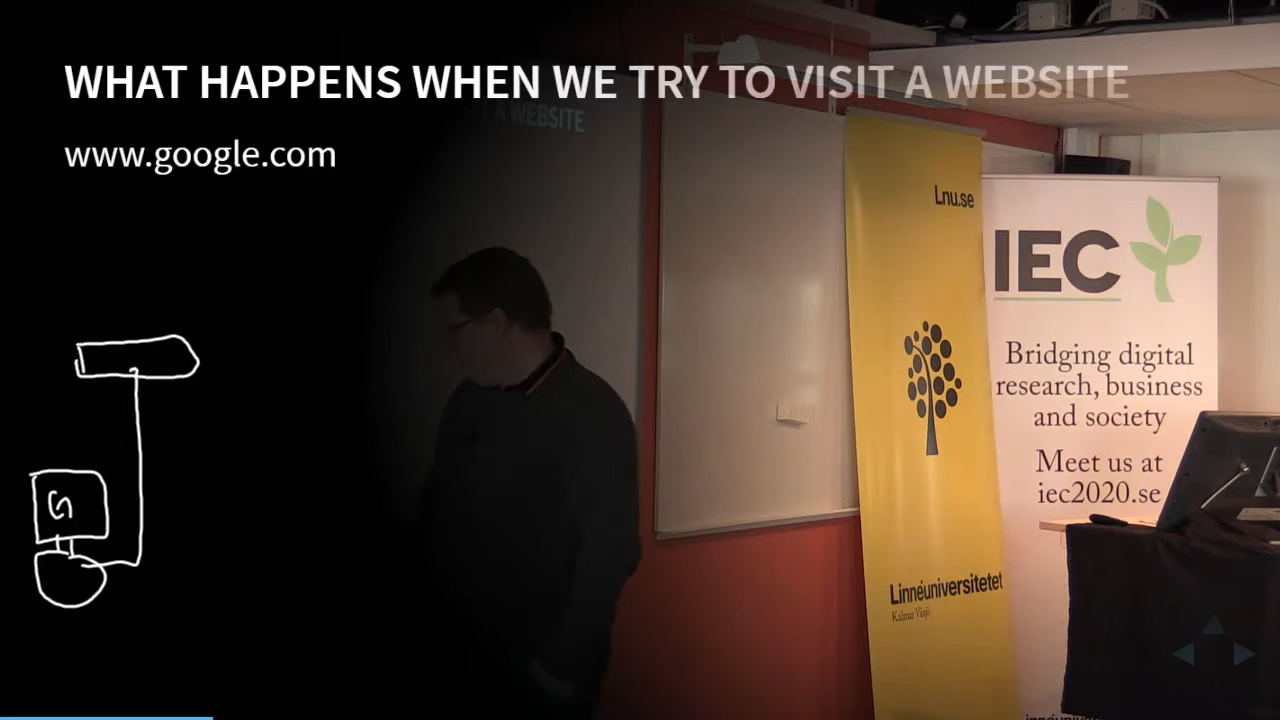 WHAT HAPPENS WHEN WE TRY TO VISIT A WEBSITE
www.google.com
A WEBSITE
G
Lnu.se
IEC
Bridging digital
research, business
and society
Meet us at
iec2020.se
Linnéuniversitetet
Kalmar Växjö